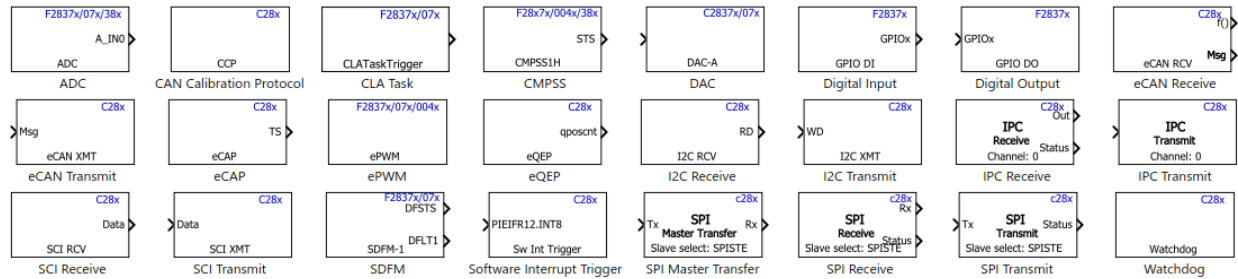 F2837x/07x/38x
A_IN0
ADC
ADC
C28x
CCP
CAN Calibration Protocol
F2837x/07x
CLATaskTrigger
CLA Task
F28x7x/004x/38x
STS
CMPSS1H
CMPSS
C2837x/07x
DAC-A
DAC
F2837x
GPIOx
GPIO DI
Digital Input
F2837x
GPIOx
GPIO DO
Digital Output
C28x
f()
Msg
eCAN RCV
eCAN Receive
C28x
Msg
eCAN XMT
eCAN Transmit
C28x
TS
eCAP
eCAP
F2837x/07x/004x
ePWM
ePWM
C28x
qposcnt
eQEP
eQEP
C28x
RD
I2C RCV
I2C Receive
C28x
WD
I2C XMT
I2C Transmit
C28x
Out
IPC
Receive
Status
Channel: 0
IPC Receive
C28x
IPC
Transmit
Channel: 0
IPC Transmit
C28x
Data
SCI RCV
SCI Receive
C28x
Data
SCI XMT
SCI Transmit
F2837x/07x
DFSTS
DFLT1
SDFM-1
SDFM
C28x
PIEIFR12.INT8
Sw Int Trigger
Software Interrupt Trigger
c28x
Tx SPI Rx
Master Transfer
Slave select: SPISTE
SPI Master Transfer
c28x
Rx
SPI
Receive
Status
Slave select: SPISTE
SPI Receive
c28x
Tx SPI Status
Transmit
Slave select: SPISTE
SPI Transmit
C28x
Watchdog
Watchdog